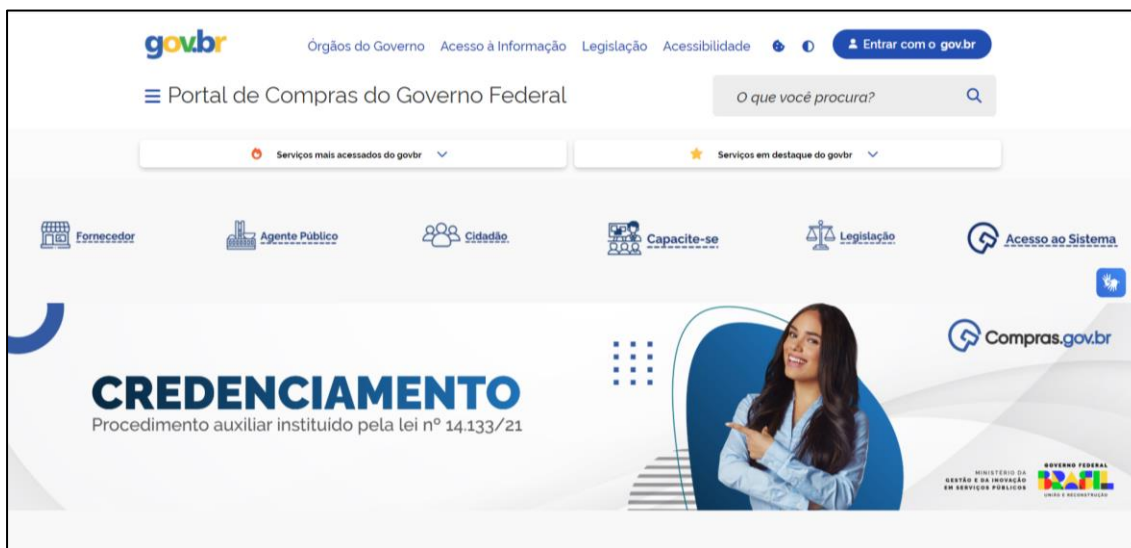 gov.br
Órgãos do Governo Acesso à Informação Legislação Acessibilidade Entrar com o gov.br
Portal de Compras do Governo Federal O que você procura?
Serviços mais acessados do govbr Serviços em destaque do govbr
Fornecedor Agente Público Cidadão Capacite-se Legislação Acesso ao Sistema
Compras.gov.br
CREDENCIAMENTO
Procedimento auxiliar instituído pela lei nº 14.133/21
MINISTÉRIO DA
GESTÃO E DA INOVAÇÃO
EM SERVIÇOS PÚBLICOS
GOVERNO FEDERAL
BRASIL
UNIÃO E RECONSTRUÇÃO